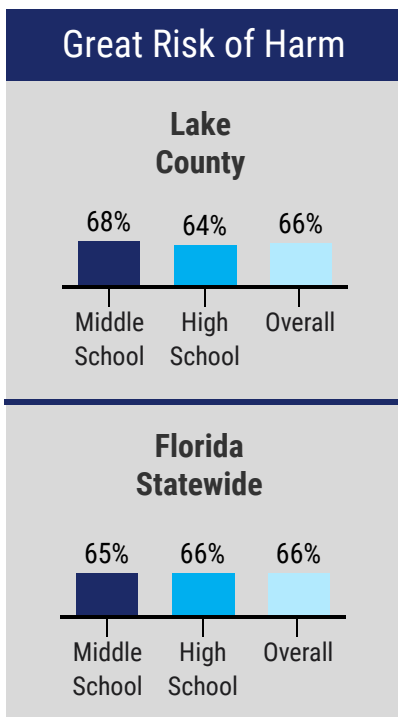 Great Risk of Harm
Lake
County
68% 64% 66%
Middle High Overall
School School
Florida
Statewide
65% 66% 66%
Middle High Overall
School School